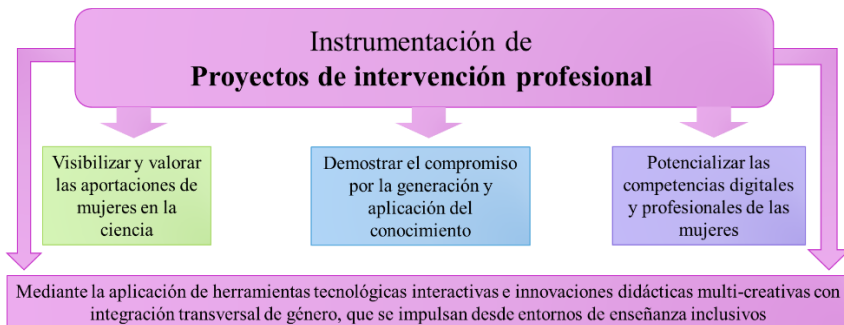 Instrumentación de
Proyectos de intervención profesional
Visibilizar y valorar
las aportaciones de
mujeres en la
ciencia
Demostrar el compromiso
por la generación y
aplicación del
conocimiento
Potencializar las
competencias digitales
y profesionales de las
mujeres
Mediante la aplicación de herramientas tecnológicas interactivas e innovaciones didácticas multi-creativas con
integración transversal de género, que se impulsan desde entornos de enseñanza inclusivos